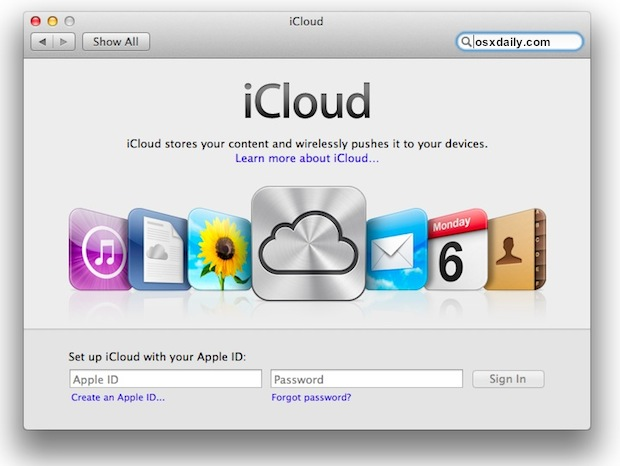 iCloud
Show All
osxdaily.com
iCloud
iCloud stores your content and wirelessly pushes it to your devices.
Learn more about iCloud...
Monday
6
Set up iCloud with your Apple ID:
Apple ID
Password
Sign In
Create an Apple ID...
Forgot password?